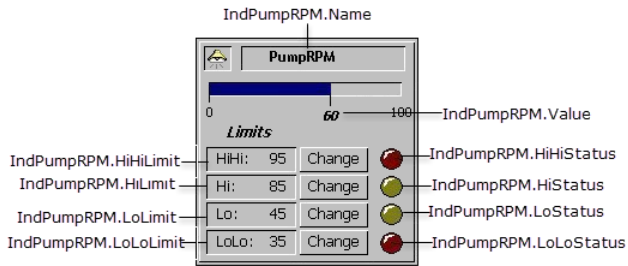 IndPumpRPM.Name
PumpRPM
0 60 100 IndPumpRPM.Value
Limits
IndPumpRPM.HiHiLimit HiHi: 95 Change IndPumpRPM.HiHiStatus
IndPumpRPM.HiLimit Hi: 85 Change IndPumpRPM.HiStatus
IndPumpRPM.LoLimit Lo: 45 Change IndPumpRPM.LoStatus
IndPumpRPM.LoLoLimit LoLo: 35 Change IndPumpRPM.LoLoStatus